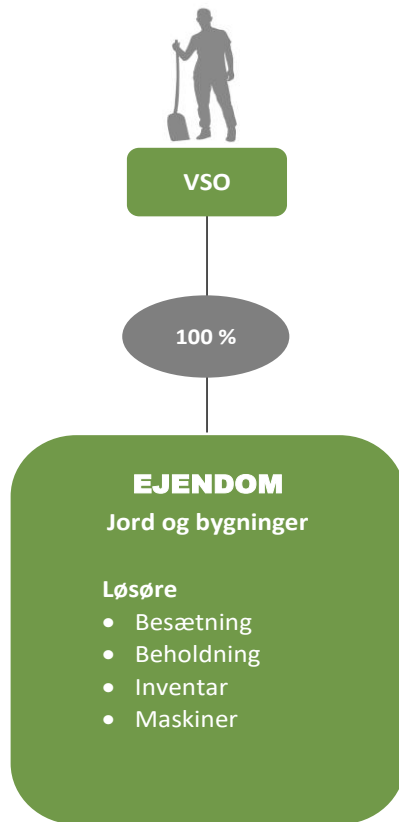 VSO
100 %
EJENDOM
Jord og bygninger
Løsøre
• Besætning
• Beholdning
• Inventar
• Maskiner